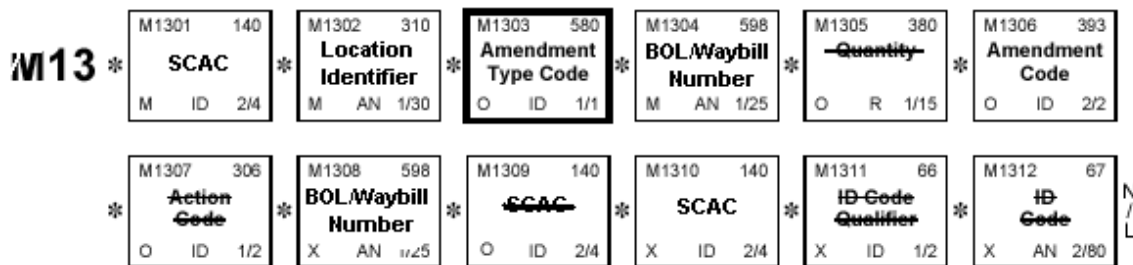 M1301 140 M1302 310 M1303 580 M1304 598 M1305 380 M1306 393
M13 * SCAC * Location Identifier * Amendment Type Code * BOL/Waybill Number * Quantity * Amendment Code
M ID 2/4 M AN 1/30 O ID 1/1 M AN 1/25 O R 1/15 O ID 2/2
M1307 306 M1308 598 M1309 140 M1310 140 M1311 66 M1312 67
* Action Code * BOL/Waybill Number * SCAC * SCAC * ID Code Qualifier * ID Code
O ID 1/2 X AN 1/25 O ID 2/4 X ID 2/4 X ID 1/2 X AN 2/80